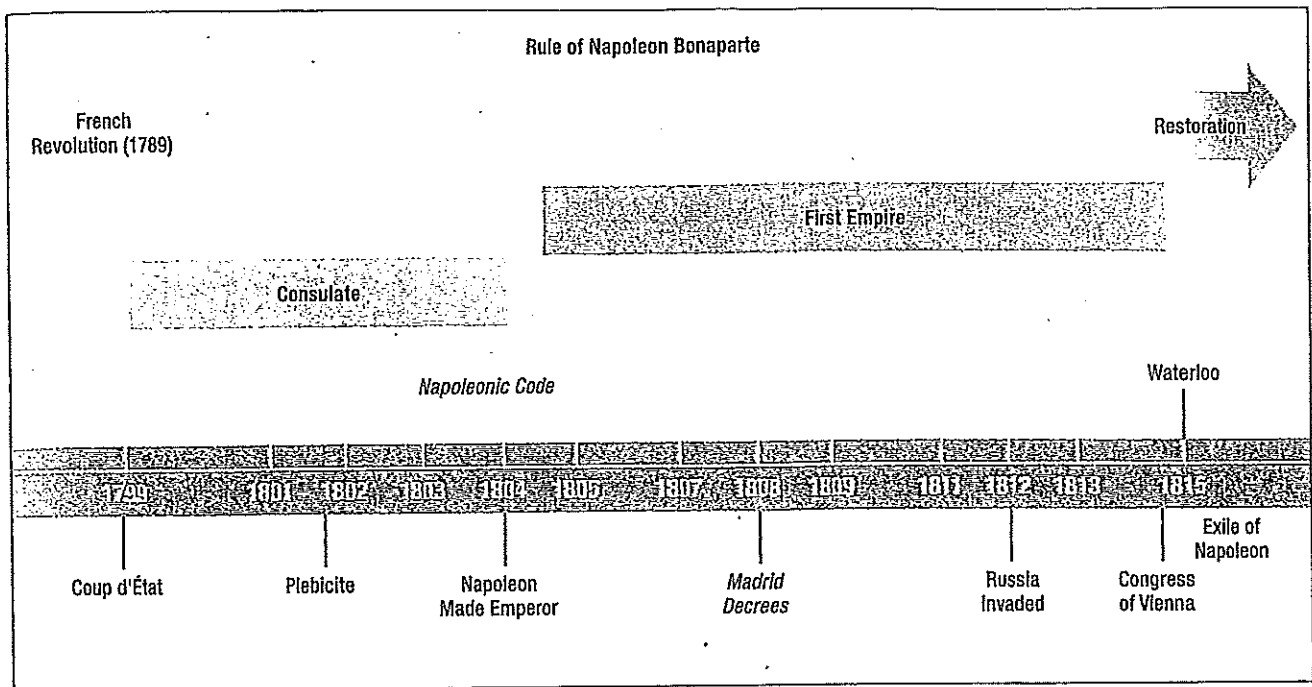 Rule of Napoleon Bonaparte
French
Revolution (1789)
Restoration
First Empire
Consulate
Napoleonic Code
Waterloo
1799 1801 1802 1803 1804 1805 1807 1808 1809 1811 1812 1813 1815
Exile of
Napoleon
Coup d'État
Plebicite
Napoleon
Made Emperor
Madrid
Decrees
Russia
Invaded
Congress
of Vienna